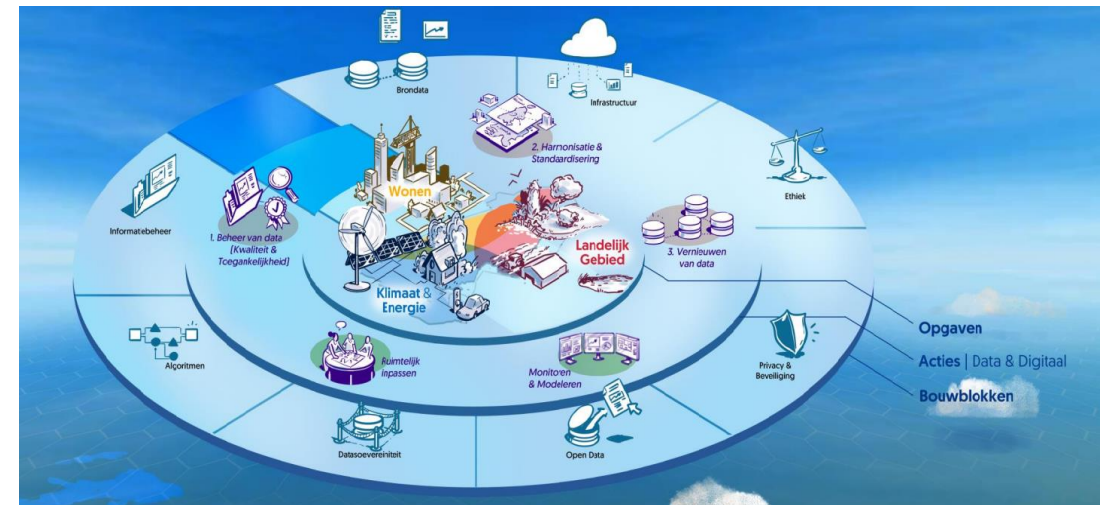 Brondata
Infrastructuur
2. Harmonisatie &
Standaardisering
Ethiek
Wonen
Informatiebeheer
1. Beheer van data
[Kwaliteit &
Toegankelijkheid]
Landelijk
Gebied
3. Vernieuwen
van data
Klimaat &
Energie
Opgaven
Acties | Data & Digitaal
Bouwblokken
Algoritmen
Ruimtelijk
inpassen
Monitoren
& Modeleren
Privacy &
Beveiliging
Datasoevereiniteit
Open Data